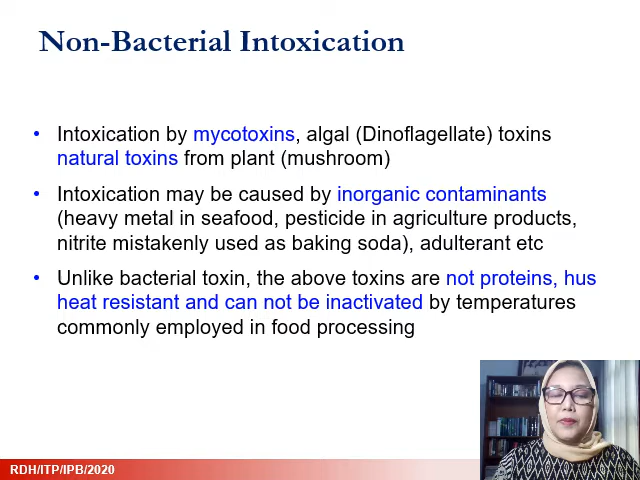 Non-Bacterial Intoxication
• Intoxication by mycotoxins, algal (Dinoflagellate) toxins
natural toxins from plant (mushroom)
• Intoxication may be caused by inorganic contaminants
(heavy metal in seafood, pesticide in agriculture products,
nitrite mistakenly used as baking soda), adulterant etc
• Unlike bacterial toxin, the above toxins are not proteins, hus
heat resistant and can not be inactivated by temperatures
commonly employed in food processing
RDH/ITP/IPB/2020